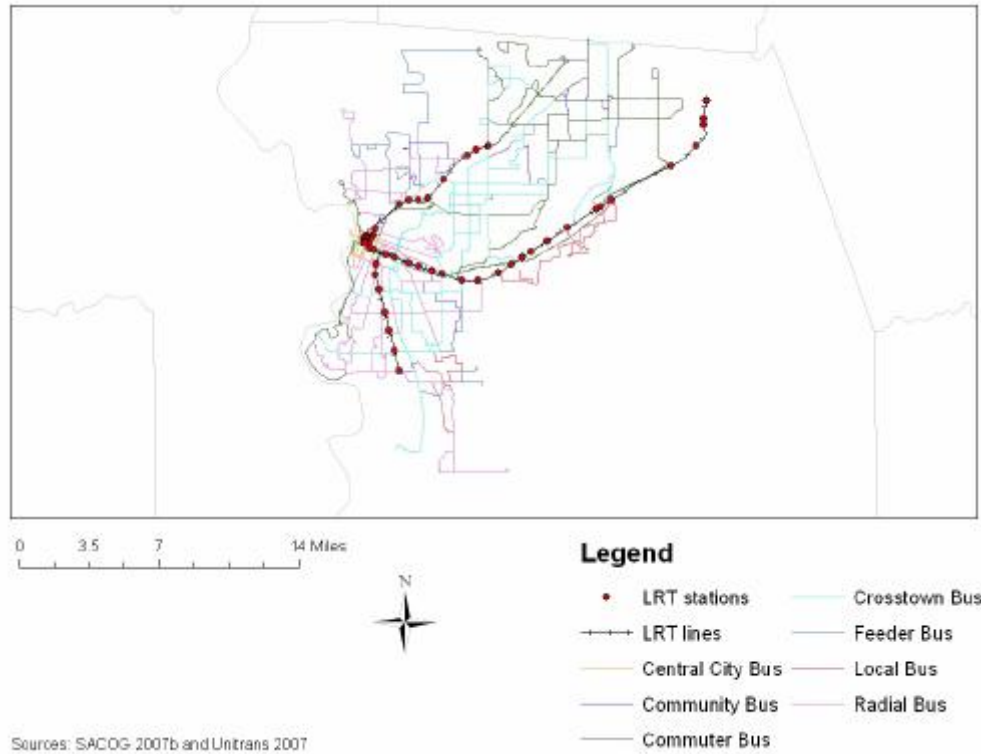 0 3.5 7 14 Miles
N
Legend
LRT stations
LRT lines
Central City Bus
Community Bus
Commuter Bus
Crosstown Bus
Feeder Bus
Local Bus
Radial Bus
Sources: SACOG 2007b and Unitrans 2007